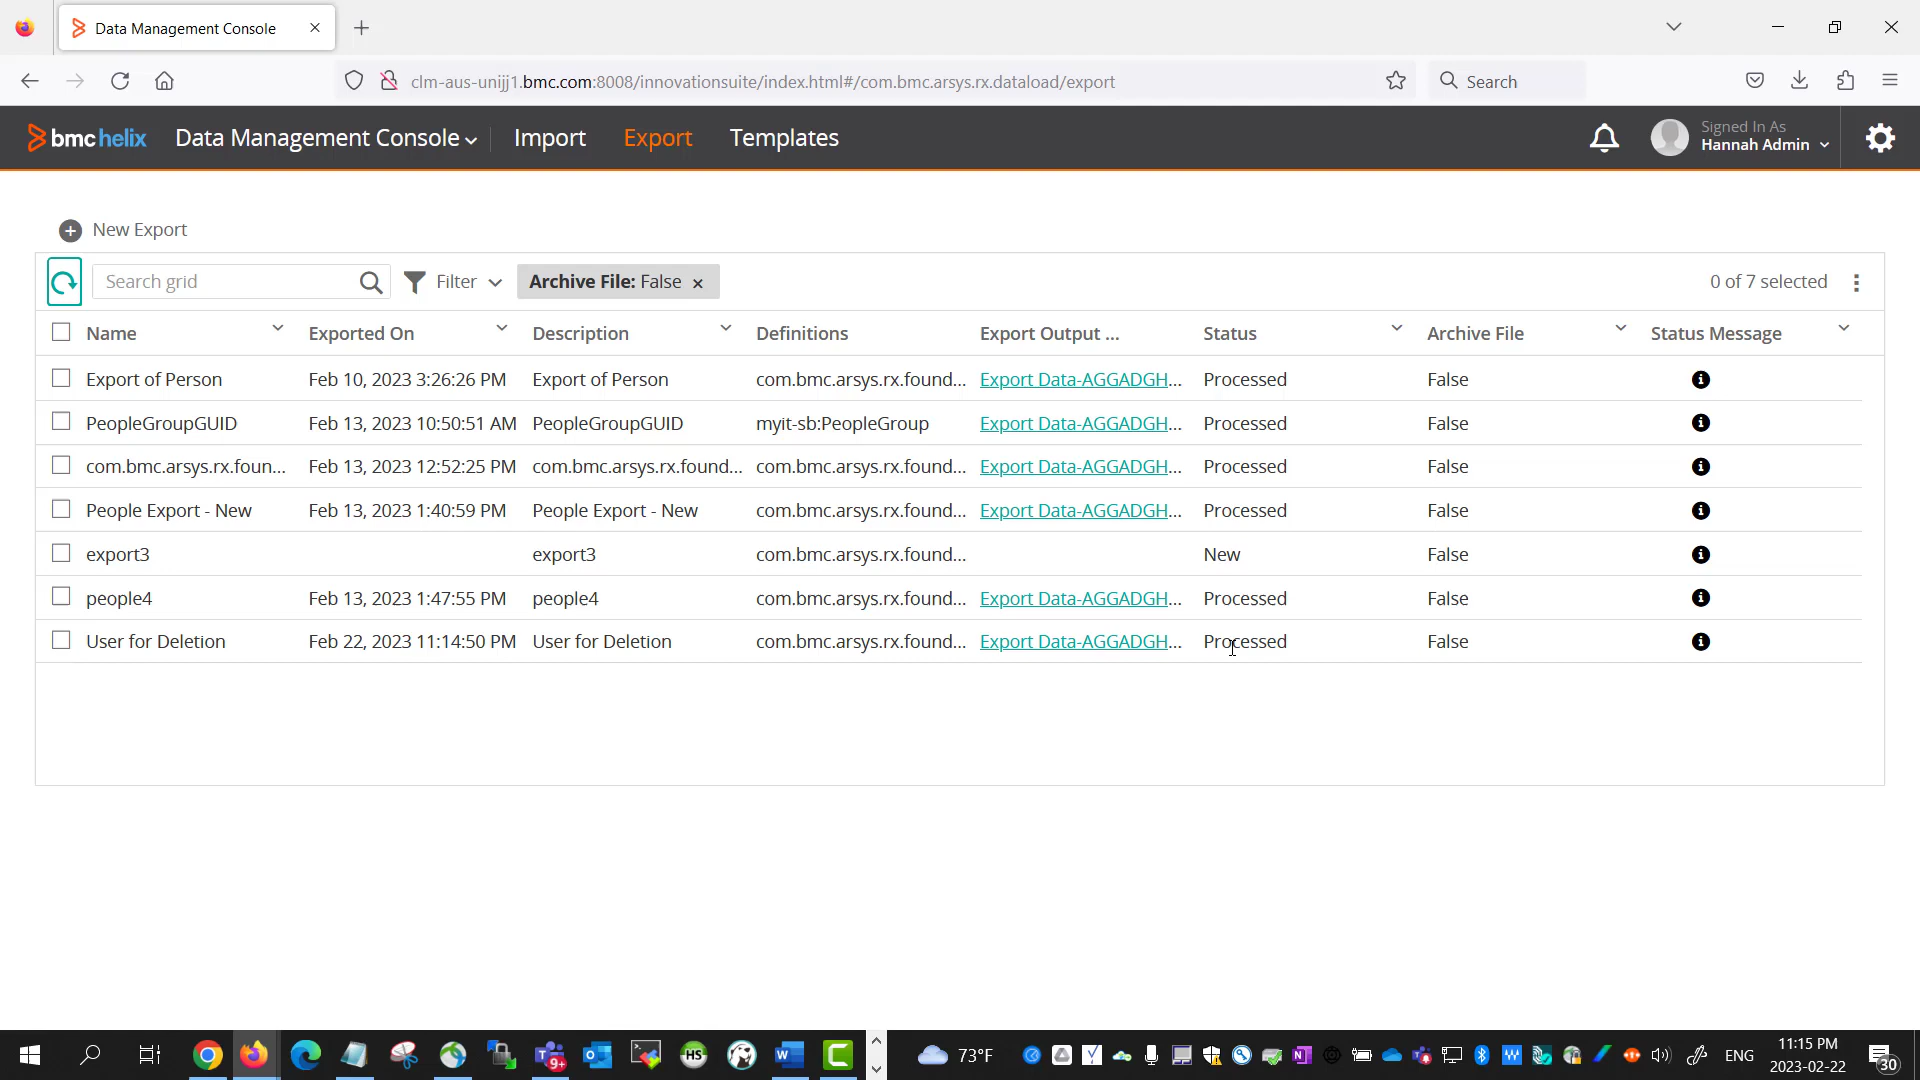 Data Management Console
clm-aus-unijj1.bmc.com:8008/innovationsuite/index.html#/com.bmc.arsys.rx.dataload/export
Search
bmchelix Data Management Console Import Export Templates
Signed In As
Hannah Admin
New Export
Search grid Filter Archive File: False × 0 of 7 selected
Name Exported On Description Definitions Export Output ... Status Archive File Status Message
Export of Person Feb 10, 2023 3:26:26 PM Export of Person com.bmc.arsys.rx.found... Export Data-AGGADGH... Processed False
PeopleGroupGUID Feb 13, 2023 10:50:51 AM PeopleGroupGUID myit-sb:PeopleGroup Export Data-AGGADGH... Processed False
com.bmc.arsys.rx.foun... Feb 13, 2023 12:52:25 PM com.bmc.arsys.rx.found... com.bmc.arsys.rx.found... Export Data-AGGADGH... Processed False
People Export - New Feb 13, 2023 1:40:59 PM People Export - New com.bmc.arsys.rx.found... Export Data-AGGADGH... Processed False
export3 export3 com.bmc.arsys.rx.found... New False
people4 Feb 13, 2023 1:47:55 PM people4 com.bmc.arsys.rx.found... Export Data-AGGADGH... Processed False
User for Deletion Feb 22, 2023 11:14:50 PM User for Deletion com.bmc.arsys.rx.found... Export Data-AGGADGH... Processed False
73°F ENG
11:15 PM
2023-02-22
30